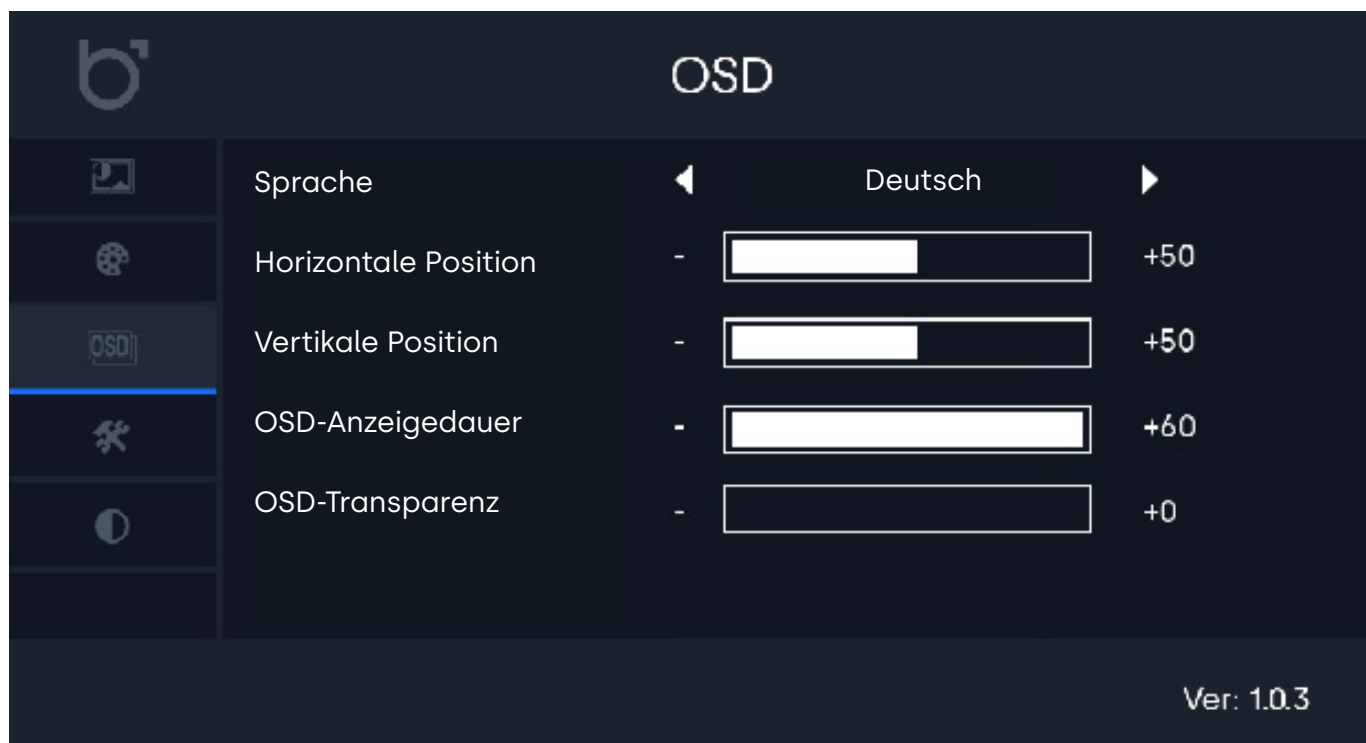 OSD
Sprache Deutsch
Horizontale Position - +50
Vertikale Position - +50
OSD OSD-Anzeigedauer - +60
OSD-Transparenz - +0
Ver: 1.0.3